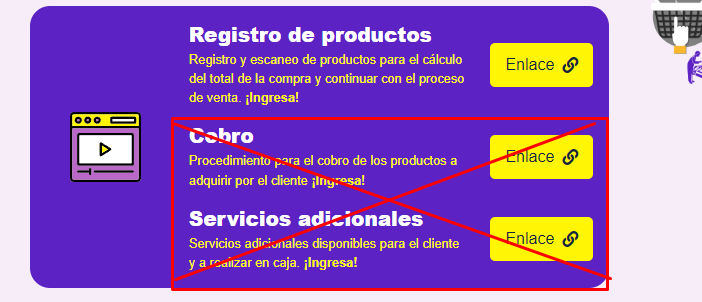 Registro de productos
Registro y escaneo de productos para el cálculo
del total de la compra y continuar con el proceso
de venta. ¡Ingresa!
Enlace
Cobro
Procedimiento para el cobro de los productos a
adquirir por el cliente ¡Ingresa!
Enlace
Servicios adicionales
Servicios adicionales disponibles para el cliente
y a realizar en caja. ¡Ingresa!
Enlace